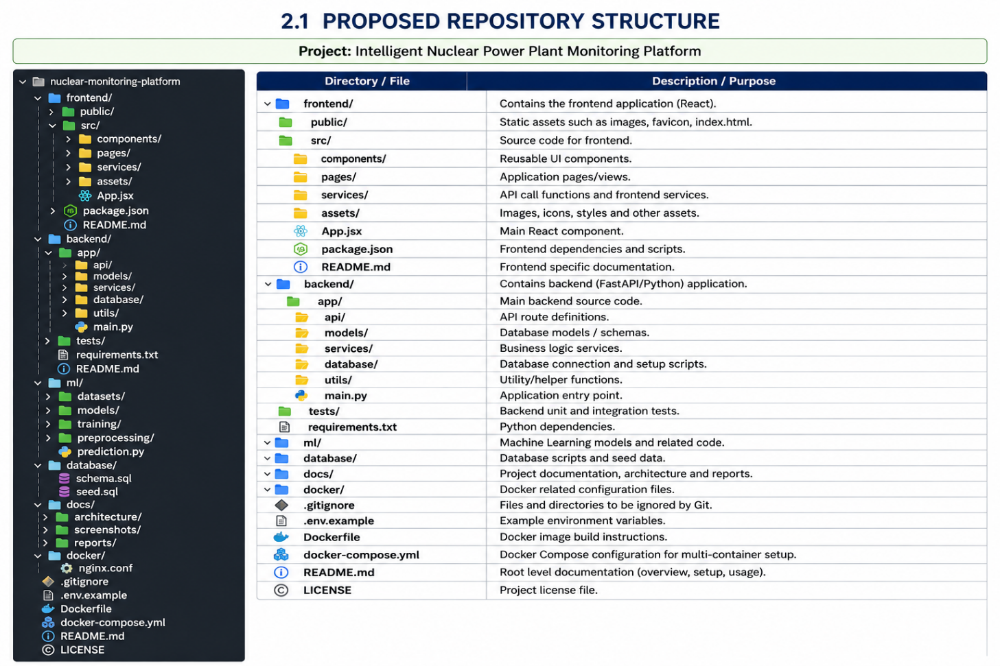 2.1 PROPOSED REPOSITORY STRUCTURE
Project: Intelligent Nuclear Power Plant Monitoring Platform
nuclear-monitoring-platform
frontend/
public/
src/
components/
pages/
services/
assets/
App.jsx
package.json
README.md
backend/
app/
api/
models/
services/
database/
utils/
main.py
tests/
requirements.txt
README.md
ml/
datasets/
models/
training/
preprocessing/
prediction.py
database/
schema.sql
seed.sql
docs/
architecture/
screenshots/
reports/
docker/
nginx.conf
.gitignore
.env.example
Dockerfile
docker-compose.yml
README.md
LICENSE
Directory / File Description / Purpose
frontend/ Contains the frontend application (React).
public/ Static assets such as images, favicon, index.html.
src/ Source code for frontend.
components/ Reusable UI components.
pages/ Application pages/views.
services/ API call functions and frontend services.
assets/ Images, icons, styles and other assets.
App.jsx Main React component.
package.json Frontend dependencies and scripts.
README.md Frontend specific documentation.
backend/ Contains backend (FastAPI/Python) application.
app/ Main backend source code.
api/ API route definitions.
models/ Database models / schemas.
services/ Business logic services.
database/ Database connection and setup scripts.
utils/ Utility/helper functions.
main.py Application entry point.
tests/ Backend unit and integration tests.
requirements.txt Python dependencies.
ml/ Machine Learning models and related code.
database/ Database scripts and seed data.
docs/ Project documentation, architecture and reports.
docker/ Docker related configuration files.
.gitignore Files and directories to be ignored by Git.
.env.example Example environment variables.
Dockerfile Docker image build instructions.
docker-compose.yml Docker Compose configuration for multi-container setup.
README.md Root level documentation (overview, setup, usage).
LICENSE Project license file.